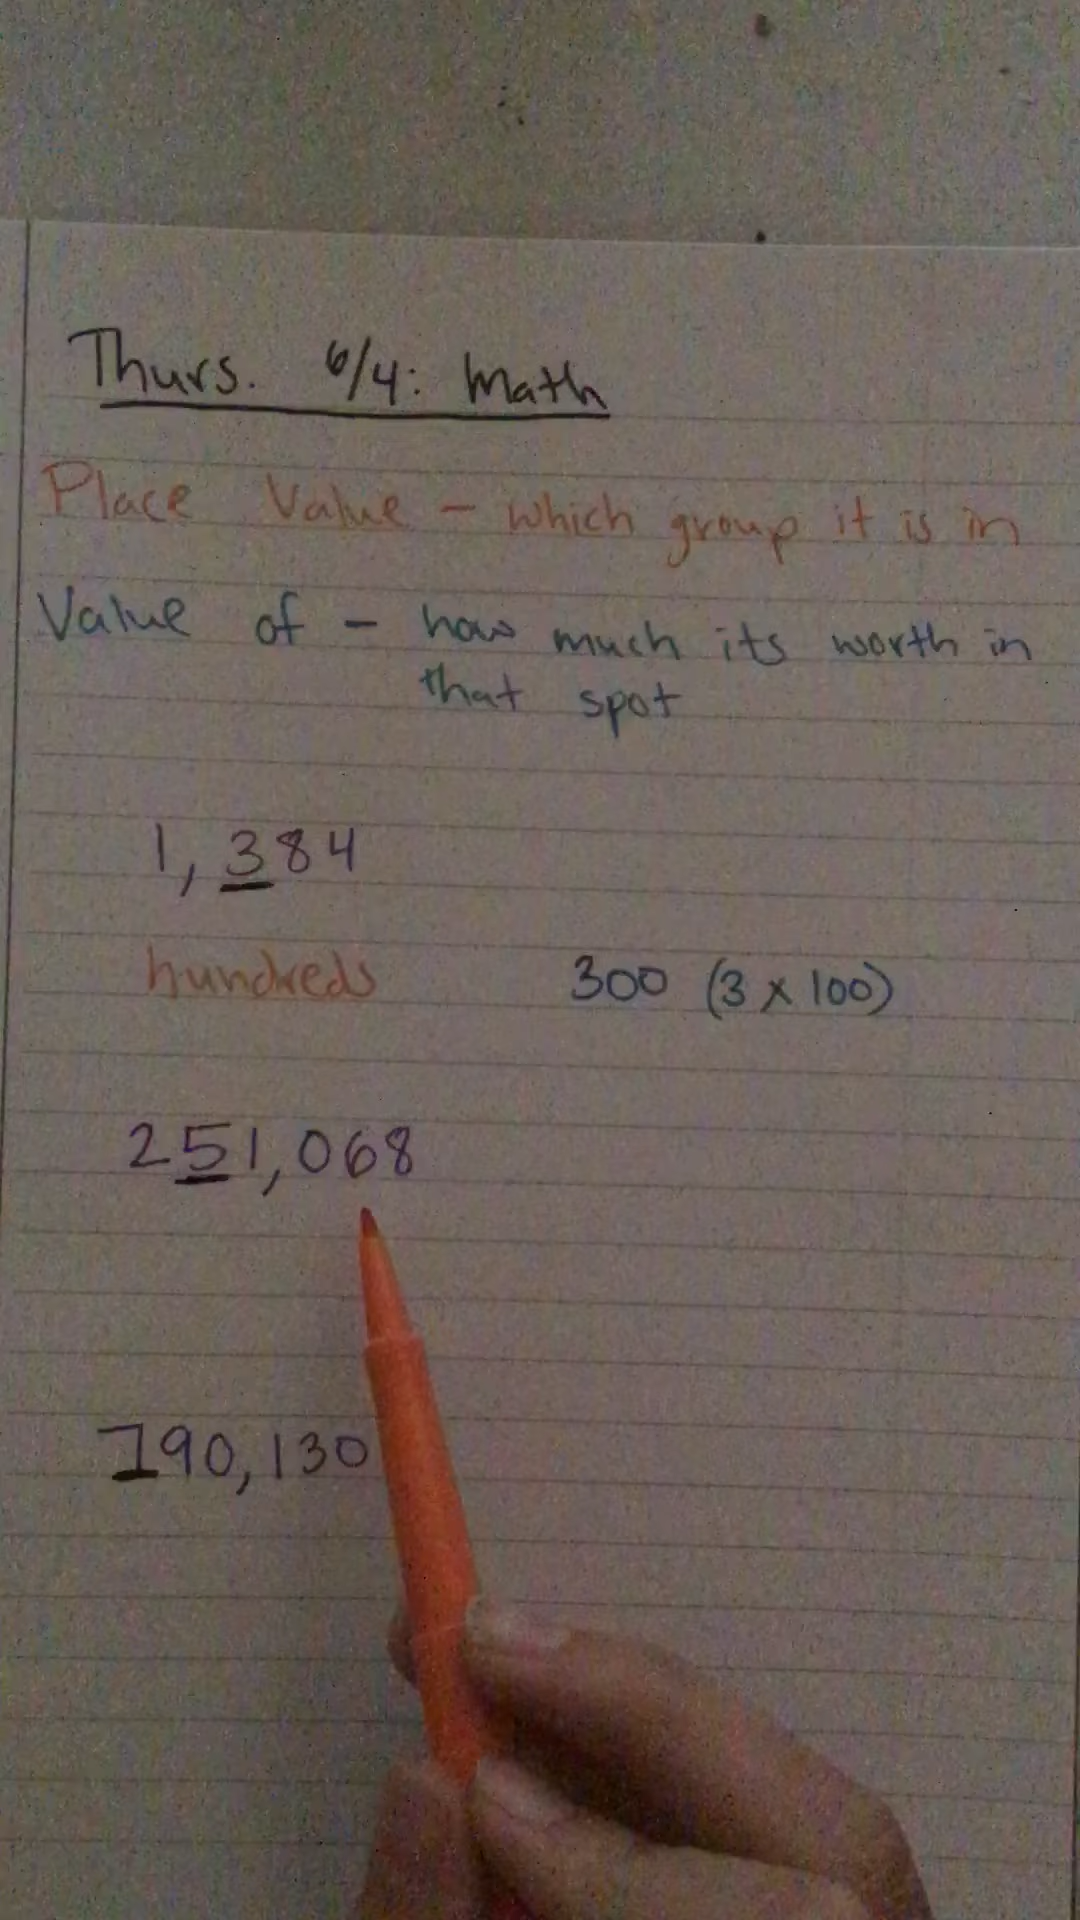 Thurs. 6/4: Math
Place Value - which group it is in
Value of - how much its worth in
that spot
1,384
hundreds 300 (3 x 100)
251,068
190,130